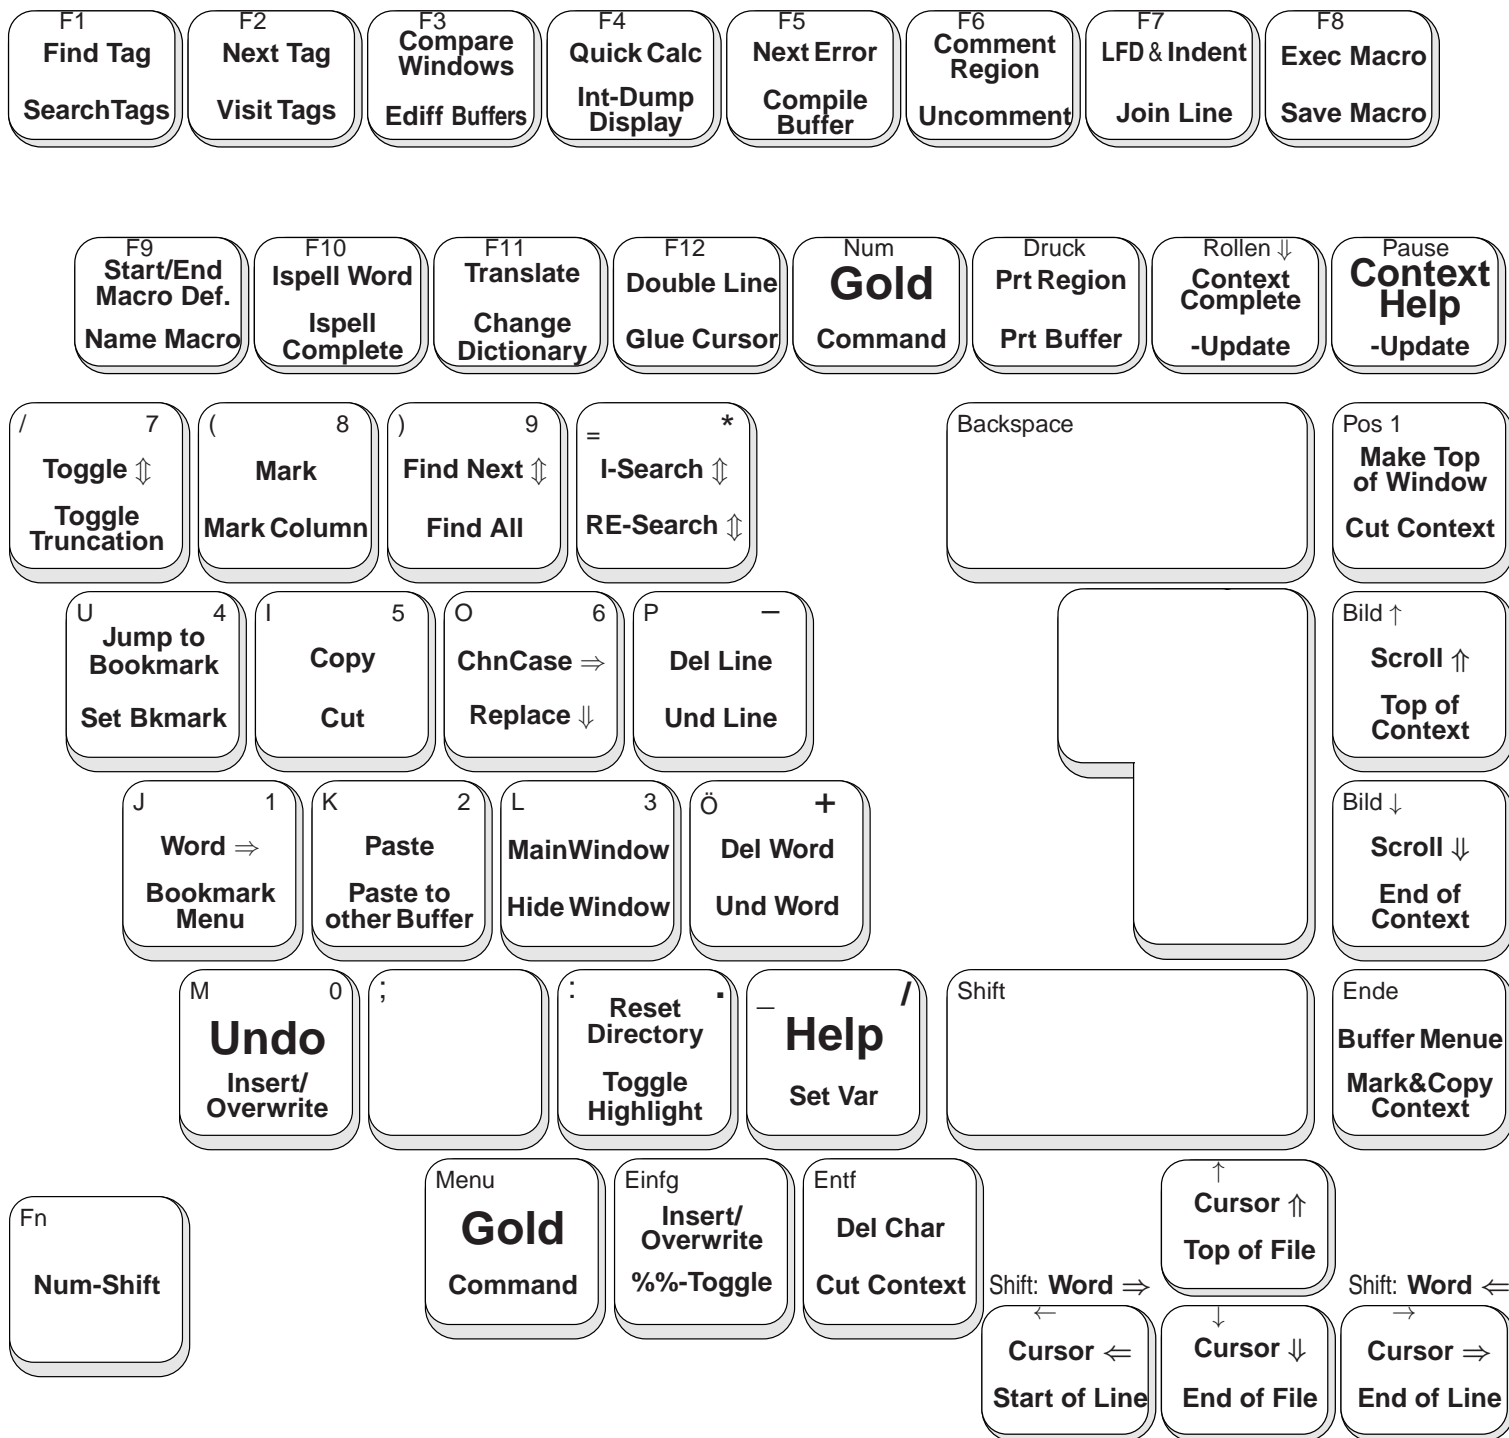 F1
Find Tag
SearchTags
F2
Next Tag
Visit Tags
F3
Compare
Windows
Ediff Buffers
F4
Quick Calc
Int-Dump
Display
F5
Next Error
Compile
Buffer
F6
Comment
Region
Uncomment
F7
LFD & Indent
Join Line
F8
Exec Macro
Save Macro
F9
Start/End
Macro Def.
Name Macro
F10
Ispell Word
Ispell
Complete
F11
Translate
Change
Dictionary
F12
Double Line
Glue Cursor
Num
Gold
Command
Druck
Prt Region
Prt Buffer
Rollen ⇓
Context
Complete
-Update
Pause
Context
Help
-Update
/ 7
Toggle ⇕
Toggle
Truncation
( 8
Mark
Mark Column
) 9
Find Next ⇕
Find All
= *
I-Search ⇕
RE-Search ⇕
Backspace
Pos 1
Make Top
of Window
Cut Context
U 4
Jump to
Bookmark
Set Bkmark
I 5
Copy
Cut
O 6
ChnCase ⇒
Replace ⇓
P −
Del Line
Und Line
Bild ↑
Scroll ⇑
Top of
Context
J 1
Word ⇒
Bookmark
Menu
K 2
Paste
Paste to
other Buffer
L 3
MainWindow
Hide Window
Ö +
Del Word
Und Word
Bild ↓
Scroll ⇓
End of
Context
M 0
Undo
Insert/
Overwrite
;
: .
Reset
Directory
Toggle
Highlight
_ /
Help
Set Var
Shift
Ende
Buffer Menue
Mark&Copy
Context
Fn
Num-Shift
Menu
Gold
Command
Einfg
Insert/
Overwrite
%%-Toggle
Entf
Del Char
Cut Context
↑
Cursor ⇑
Top of File
Shift: Word ⇒
←
Cursor ⇐
Start of Line
↓
Cursor ⇓
End of File
Shift: Word ⇐
→
Cursor ⇒
End of Line